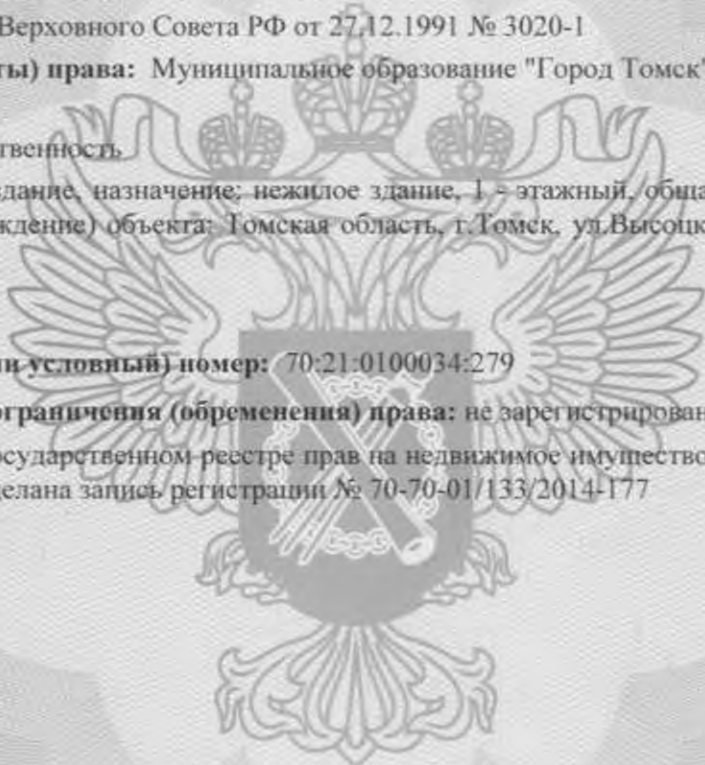 Верховного Совета РФ от 27.12.1991 № 3020-1
ты) права: Муниципальное образование "Город Томск"
твенность
здание, назначение: нежилое здание, 1 - этажный, обща
ждение) объекта: Томская область, г.Томск, ул.Высоцк
ли условный) номер: 70:21:0100034:279
ограничения (обременения) права: не зарегистрирован
осударственном реестре прав на недвижимое имущество
делана запись регистрации № 70-70-01/133/2014-177